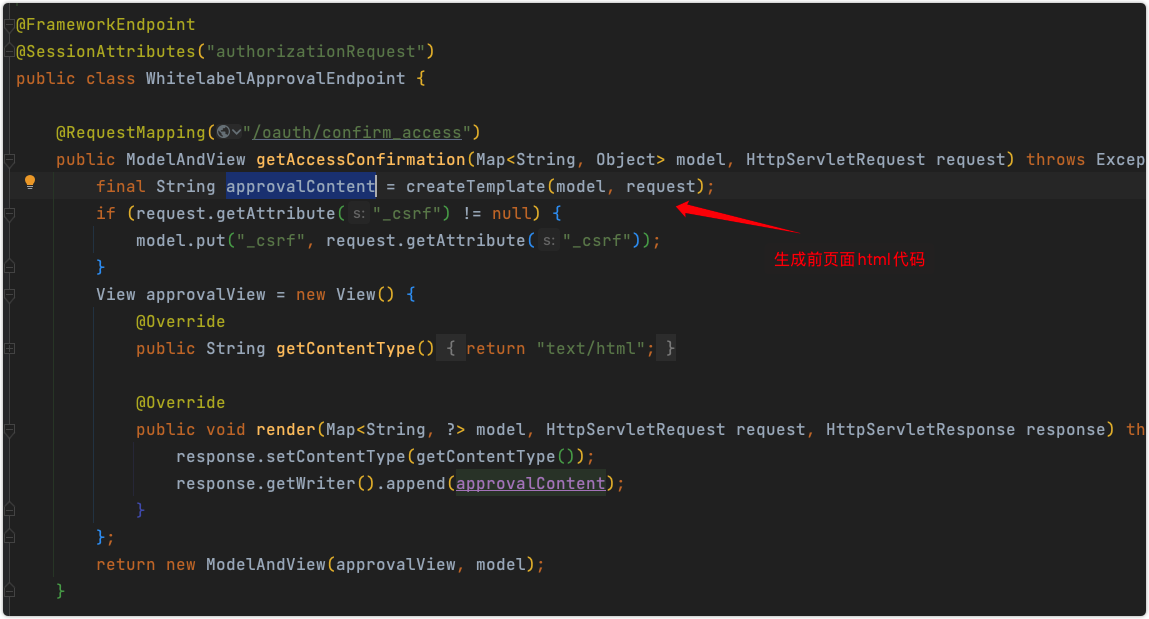 @FrameworkEndpoint
@SessionAttributes("authorizationRequest")
public class WhitelabelApprovalEndpoint {
@RequestMapping("/oauth/confirm_access")
public ModelAndView getAccessConfirmation(Map<String, Object> model, HttpServletRequest request) throws Excep
final String approvalContent = createTemplate(model, request);
if (request.getAttribute( s: "_csrf") != null) {
model.put("_csrf", request.getAttribute( s: "_csrf"));
}
生成前页面html代码
View approvalView = new View() {
@Override
public String getContentType() { return "text/html"; }
@Override
public void render(Map<String, ?> model, HttpServletRequest request, HttpServletResponse response) th
response.setContentType(getContentType());
response.getWriter().append(approvalContent);
}
};
return new ModelAndView(approvalView, model);
}